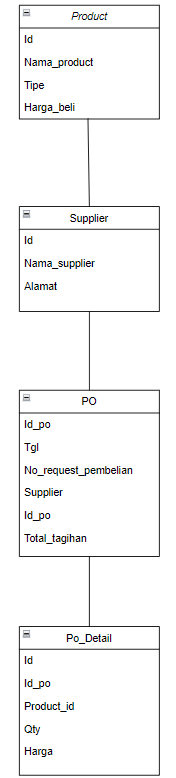 Product
Id
Nama_product
Tipe
Harga_beli
Supplier
Id
Nama_supplier
Alamat
PO
Id_po
Tgl
No_request_pembelian
Supplier
Id_po
Total_tagihan
Po_Detail
Id
Id_po
Product_id
Qty
Harga